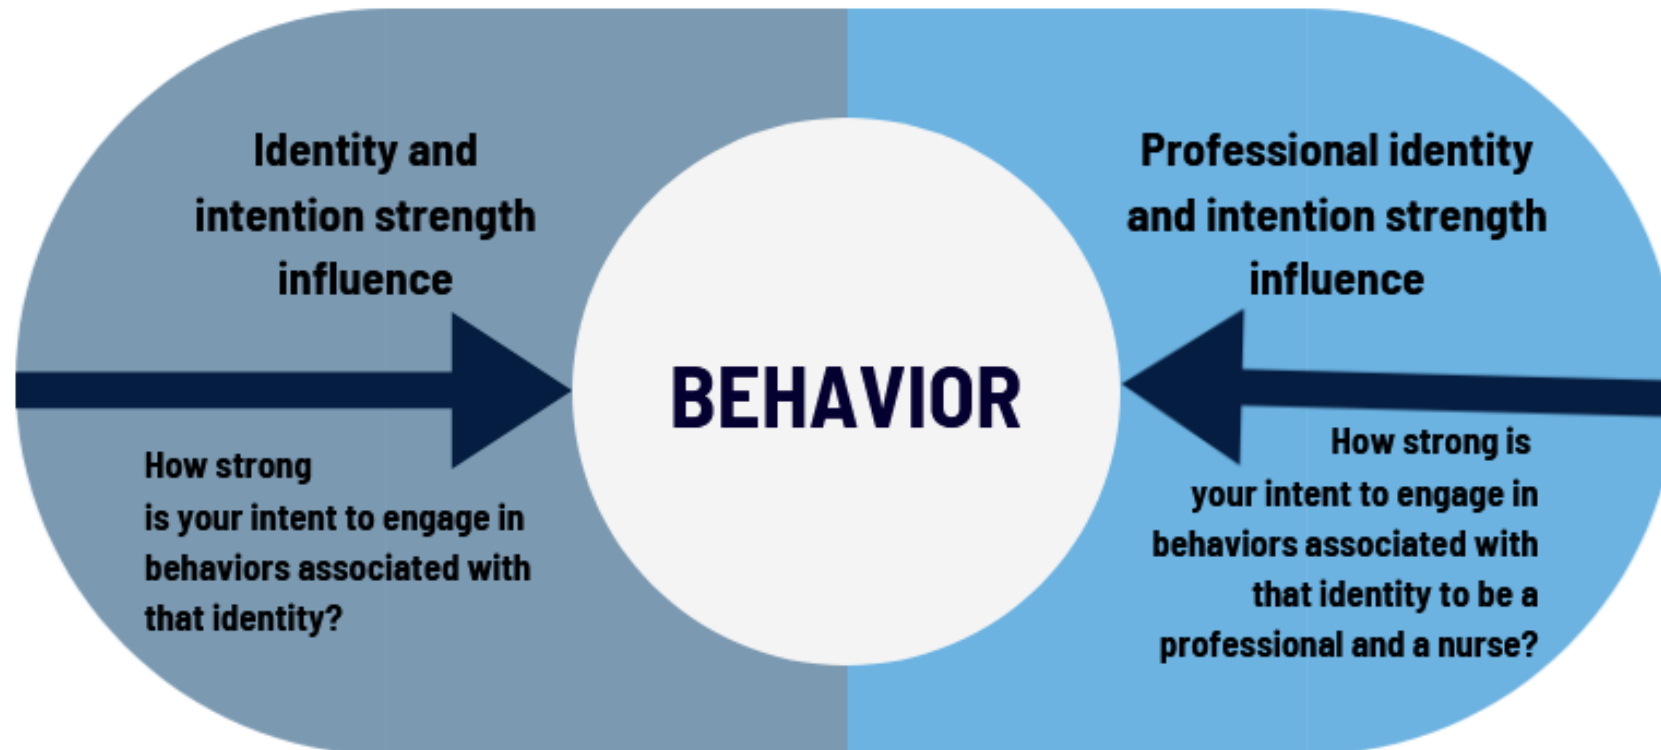 Identity and
intention strength
influence
How strong
is your intent to engage in
behaviors associated with
that identity?
BEHAVIOR
Professional identity
and intention strength
influence
How strong is
your intent to engage in
behaviors associated with
that identity to be a
professional and a nurse?